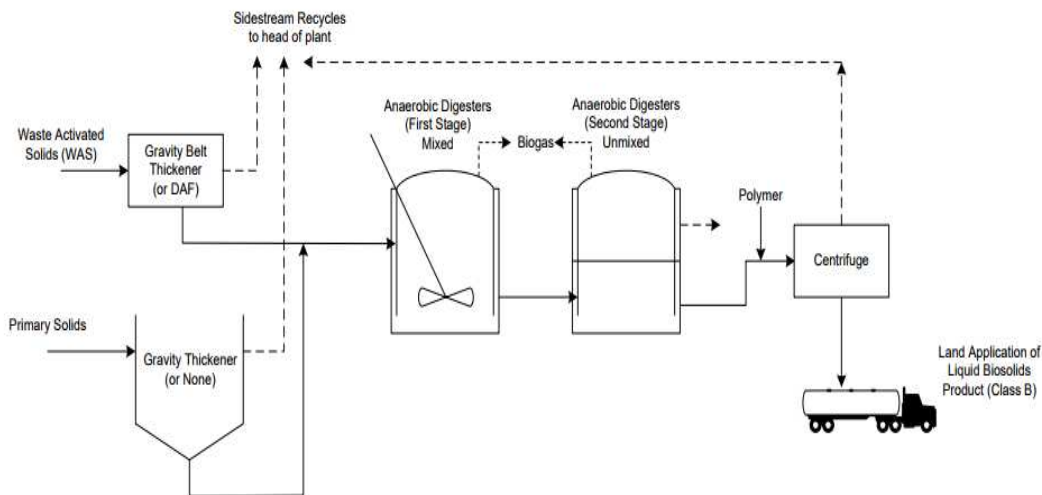 Sidestream Recycles
to head of plant
Waste Activated
Solids (WAS)
Gravity Belt
Thickener
(or DAF)
Anaerobic Digesters
(First Stage)
Mixed
Biogas
Anaerobic Digesters
(Second Stage)
Unmixed
Polymer
Centrifuge
Primary Solids
Gravity Thickener
(or None)
Land Application of
Liquid Biosolids
Product (Class B)